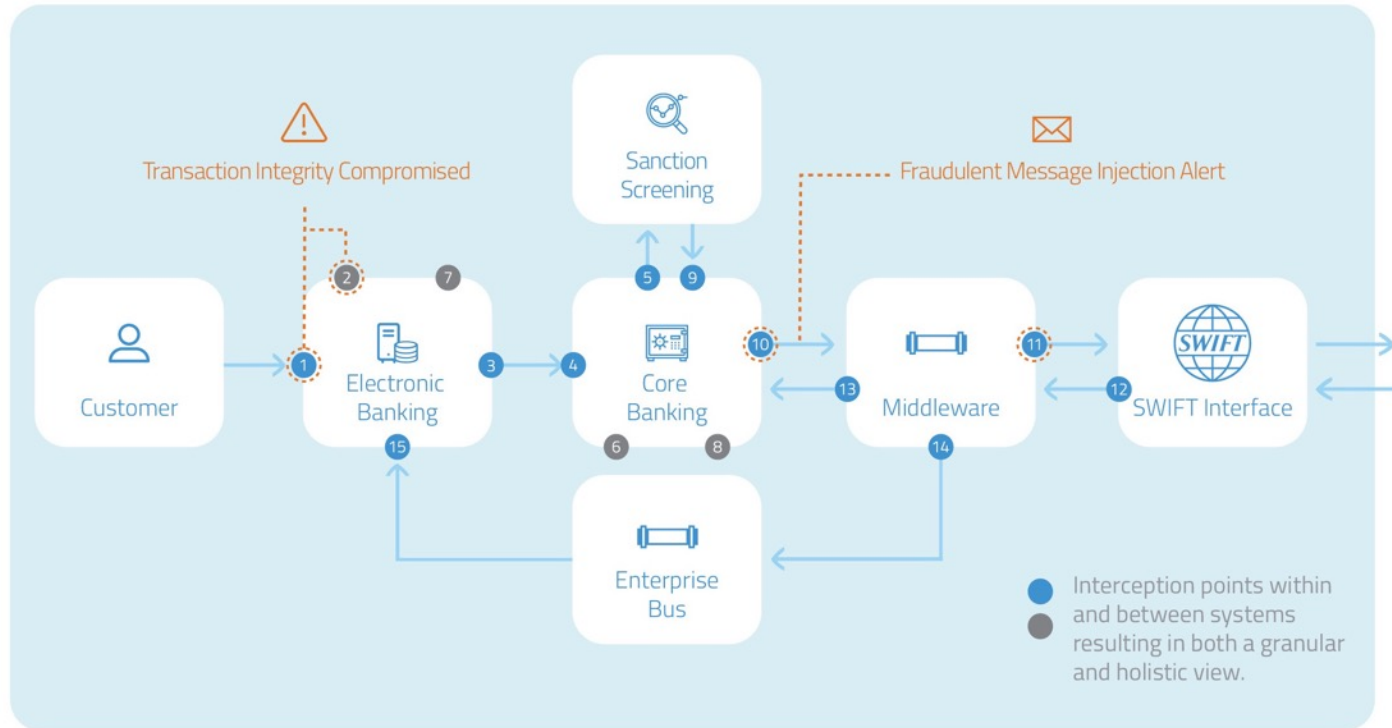 Sanction
Screening
Transaction Integrity Compromised
Fraudulent Message Injection Alert
2
7
5
9
1
3
4
10
11
SWIFT
13
12
Customer
Electronic
Banking
Core
Banking
Middleware
SWIFT Interface
15
6
8
14
Enterprise
Bus
Interception points within
and between systems
resulting in both a granular
and holistic view.